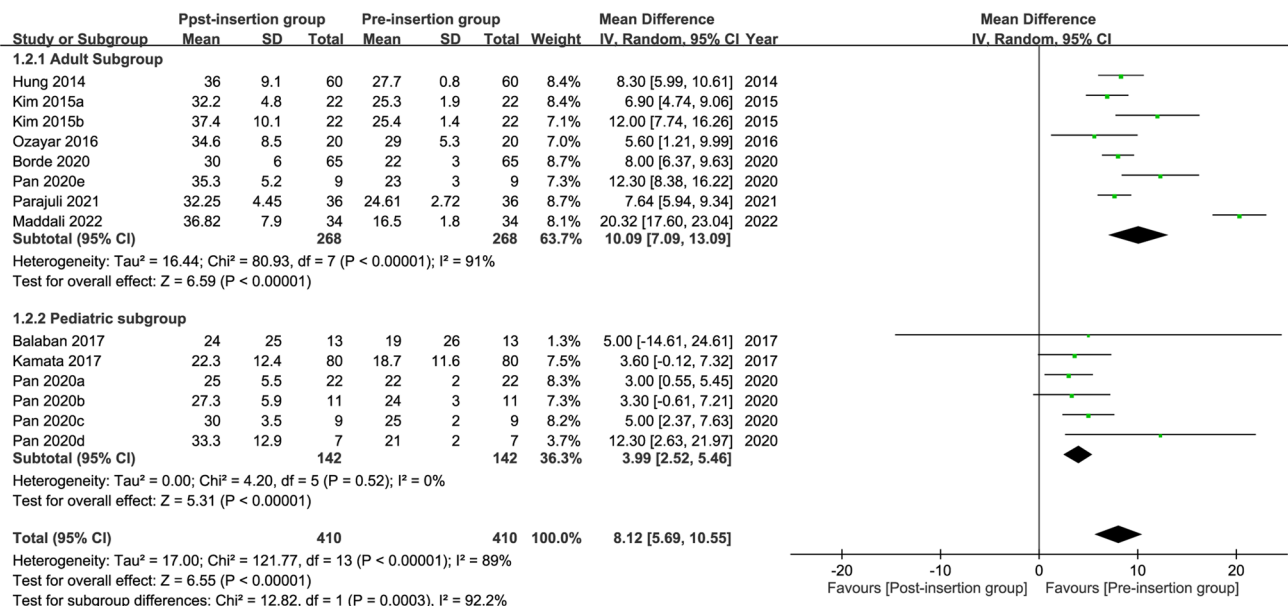 Ppst-insertion group Pre-insertion group Mean Difference Mean Difference
Study or Subgroup Mean SD Total Mean SD Total Weight IV, Random, 95% CI Year IV, Random, 95% CI
1.2.1 Adult Subgroup
Hung 2014 36 9.1 60 27.7 0.8 60 8.4% 8.30 [5.99, 10.61] 2014
Kim 2015a 32.2 4.8 22 25.3 1.9 22 8.4% 6.90 [4.74, 9.06] 2015
Kim 2015b 37.4 10.1 22 25.4 1.4 22 7.1% 12.00 [7.74, 16.26] 2015
Ozayar 2016 34.6 8.5 20 29 5.3 20 7.0% 5.60 [1.21, 9.99] 2016
Borde 2020 30 6 65 22 3 65 8.7% 8.00 [6.37, 9.63] 2020
Pan 2020e 35.3 5.2 9 23 3 9 7.3% 12.30 [8.38, 16.22] 2020
Parajuli 2021 32.25 4.45 36 24.61 2.72 36 8.7% 7.64 [5.94, 9.34] 2021
Maddali 2022 36.82 7.9 34 16.5 1.8 34 8.1% 20.32 [17.60, 23.04] 2022
Subtotal (95% CI) 268 268 63.7% 10.09 [7.09, 13.09]
Heterogeneity: Tau² = 16.44; Chi² = 80.93, df = 7 (P < 0.00001); I² = 91%
Test for overall effect: Z = 6.59 (P < 0.00001)
1.2.2 Pediatric subgroup
Balaban 2017 24 25 13 19 26 13 1.3% 5.00 [-14.61, 24.61] 2017
Kamata 2017 22.3 12.4 80 18.7 11.6 80 7.5% 3.60 [-0.12, 7.32] 2017
Pan 2020a 25 5.5 22 22 2 22 8.3% 3.00 [0.55, 5.45] 2020
Pan 2020b 27.3 5.9 11 24 3 11 7.3% 3.30 [-0.61, 7.21] 2020
Pan 2020c 30 3.5 9 25 2 9 8.2% 5.00 [2.37, 7.63] 2020
Pan 2020d 33.3 12.9 7 21 2 7 3.7% 12.30 [2.63, 21.97] 2020
Subtotal (95% CI) 142 142 36.3% 3.99 [2.52, 5.46]
Heterogeneity: Tau² = 0.00; Chi² = 4.20, df = 5 (P = 0.52); I² = 0%
Test for overall effect: Z = 5.31 (P < 0.00001)
Total (95% CI) 410 410 100.0% 8.12 [5.69, 10.55]
Heterogeneity: Tau² = 17.00; Chi² = 121.77, df = 13 (P < 0.00001); I² = 89%
Test for overall effect: Z = 6.55 (P < 0.00001)
Test for subgroup differences: Chi² = 12.82, df = 1 (P = 0.0003), I² = 92.2%
-20 -10 0 10 20
Favours [Post-insertion group] Favours [Pre-insertion group]